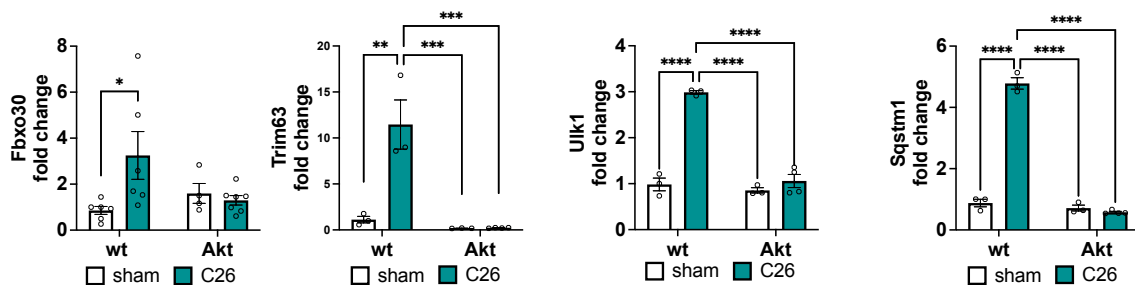 Fbxo30
fold change
8
6
4
2
0
*
wt
Akt
sham
C26
Trim63
fold change
20
15
10
5
0
***
**
***
wt
Akt
sham
C26
Ulk1
fold change
4
3
2
1
0
****
****
****
wt
Akt
sham
C26
Sqstm1
fold change
6
4
2
0
****
****
****
wt
Akt
sham
C26